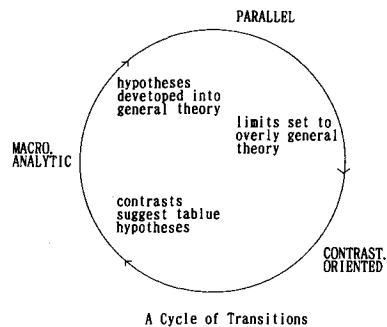 PARALLEL
hypotheses
deveoped into
general theory
limits set to
overly general
theory
MACRO.
ANALYTIC
contrasts
suggest tablue
hypotheses
CONTRAST.
ORIENTED
A Cycle of Transitions